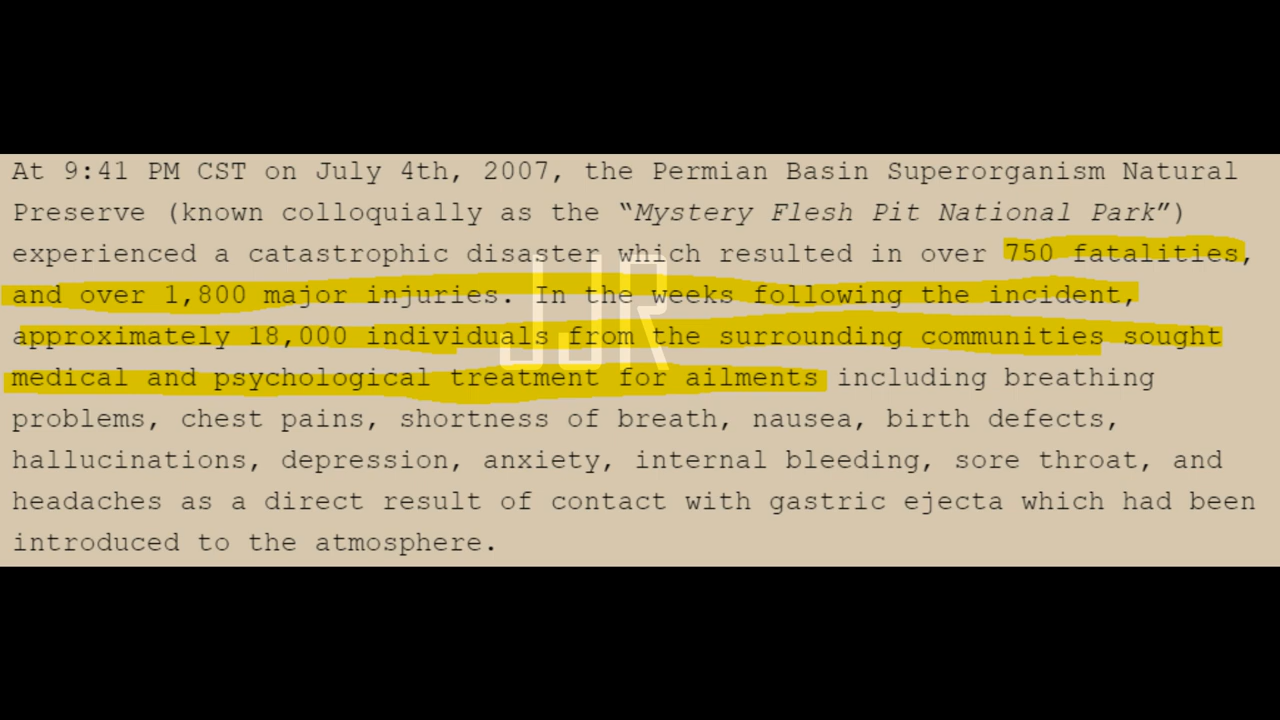 At 9:41 PM CST on July 4th, 2007, the Permian Basin Superorganism Natural
Preserve (known colloquially as the “Mystery Flesh Pit National Park”)
experienced a catastrophic disaster which resulted in over 750 fatalities,
and over 1,800 major injuries. In the weeks following the incident,
approximately 18,000 individuals from the surrounding communities sought
medical and psychological treatment for ailments including breathing
problems, chest pains, shortness of breath, nausea, birth defects,
hallucinations, depression, anxiety, internal bleeding, sore throat, and
headaches as a direct result of contact with gastric ejecta which had been
introduced to the atmosphere.
JJR